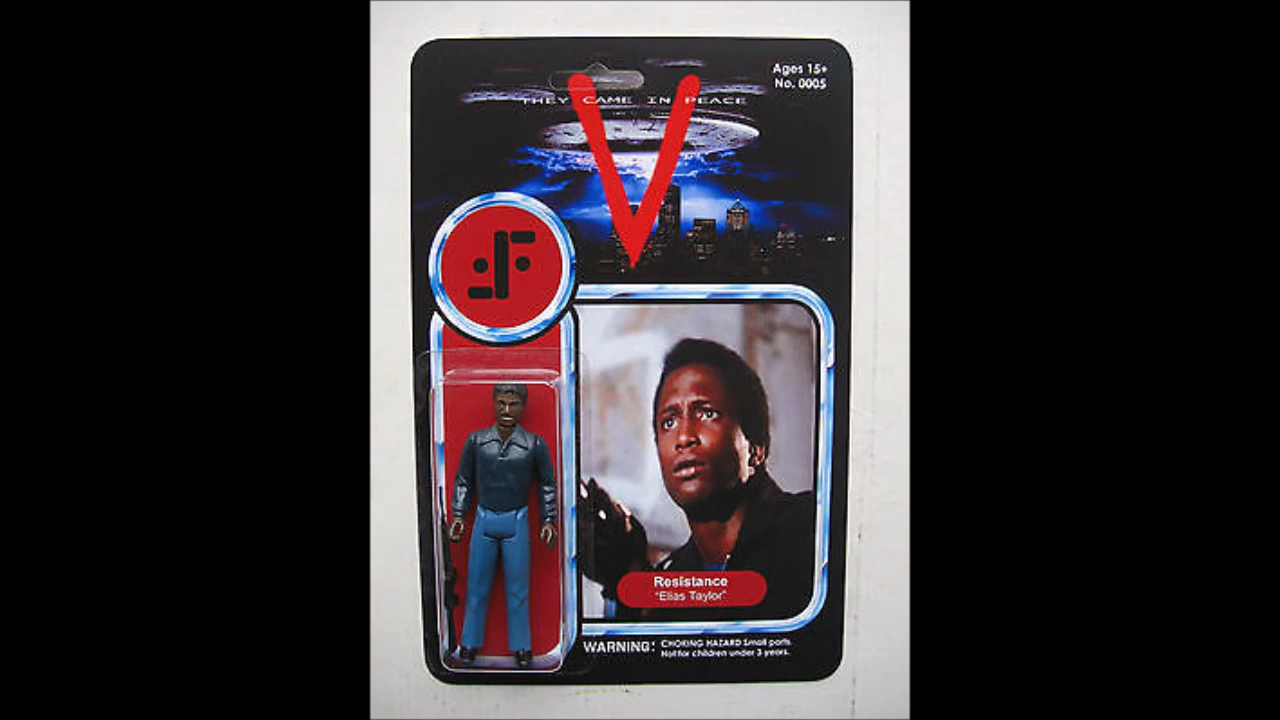 Ages 15+
No. 0005
THEY CAME IN PEACE
V
Resistance
"Elias Taylor"
WARNING: CHOKING HAZARD Small parts.
Not for children under 3 years.